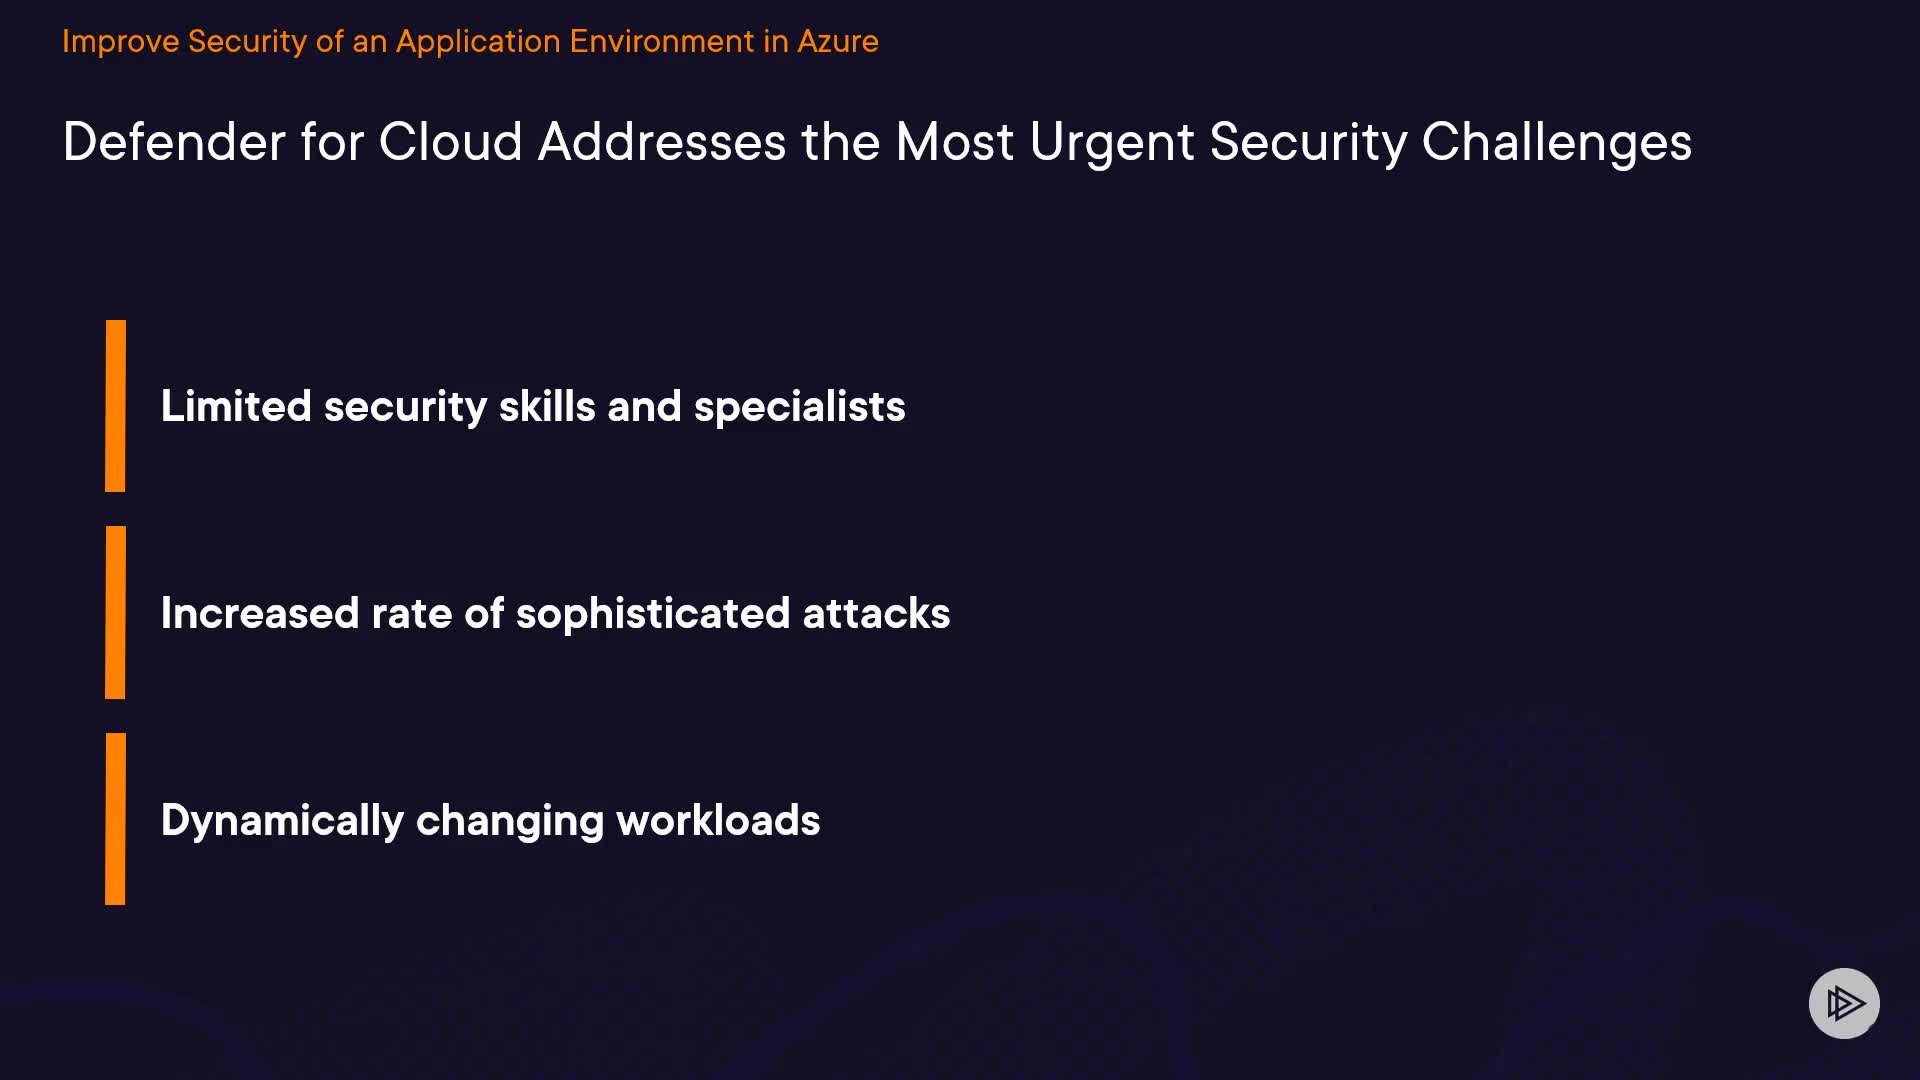 Improve Security of an Application Environment in Azure
Defender for Cloud Addresses the Most Urgent Security Challenges
Limited security skills and specialists
Increased rate of sophisticated attacks
Dynamically changing workloads